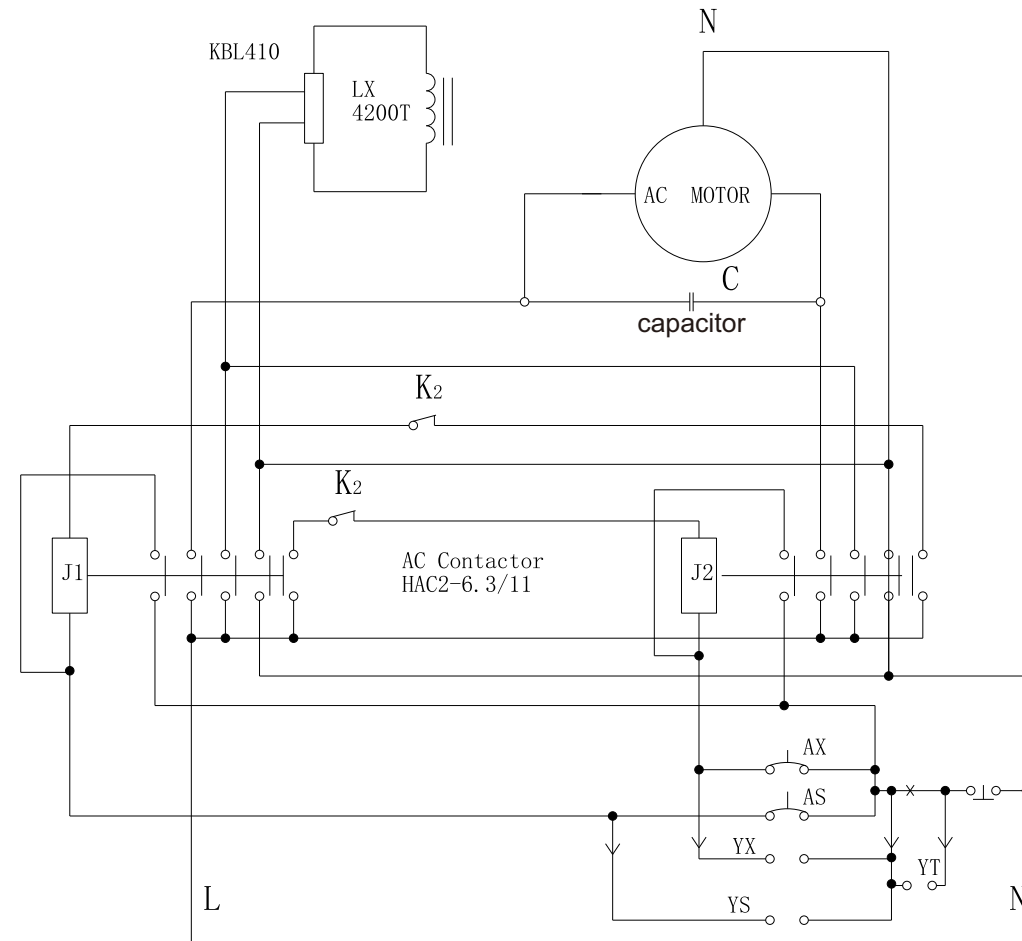 N
KBL410
LX
4200T
AC MOTOR
C
capacitor
K2
K2
AC Contactor
HAC2-6.3/11
J1
J2
AX
AS
YX
YT
YS
L
N